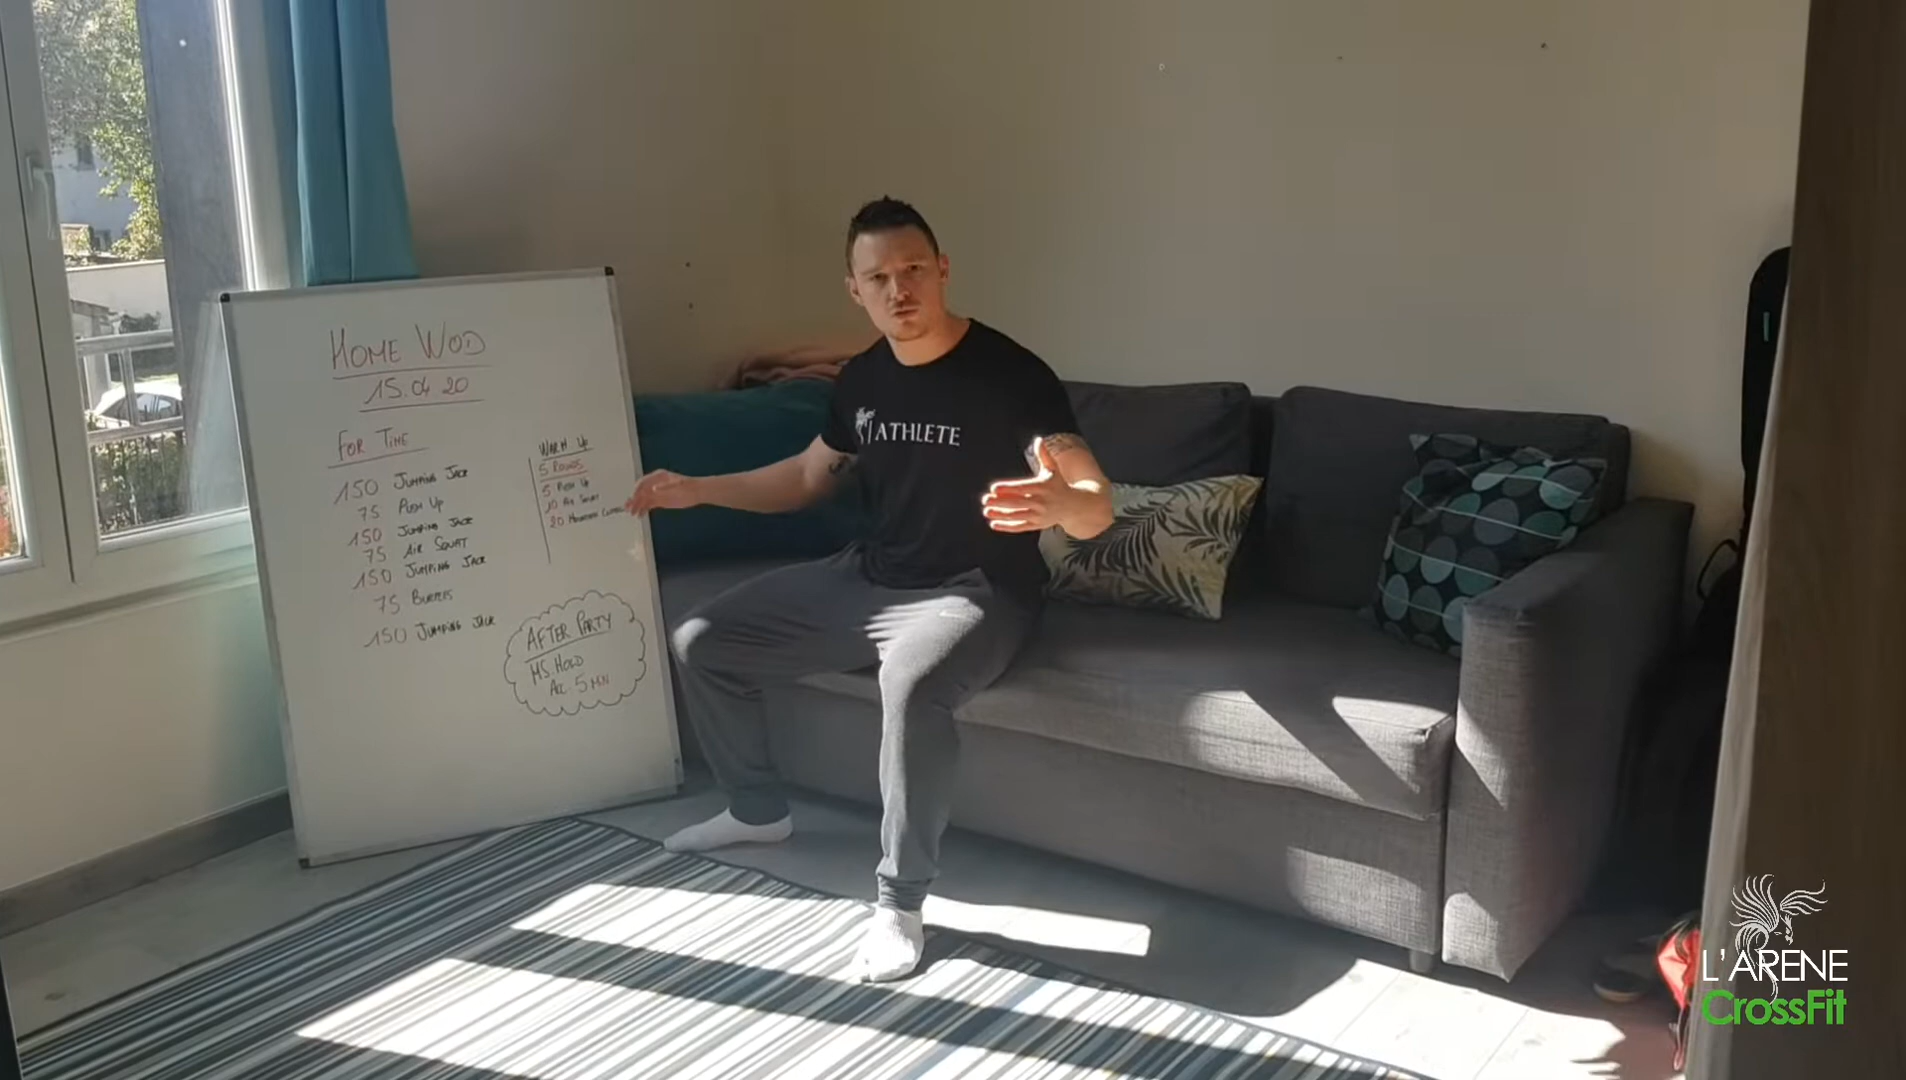 HOME WOD
15.04 20
FOR TIME
150 JUMPING JACK
75 PUSH UP
150 JUMPING JACK
75 AIR SQUAT
150 JUMPING JACK
75 BURPEES
150 JUMPING JACK
WARM UP
5 ROUNDS
5 PUSH UP
10 AIR SQUAT
20 MOUNTAIN
AFTER PARTY
HS HOLD
ACC 5 MIN
ATHLETE
L'ARENE
CrossFit